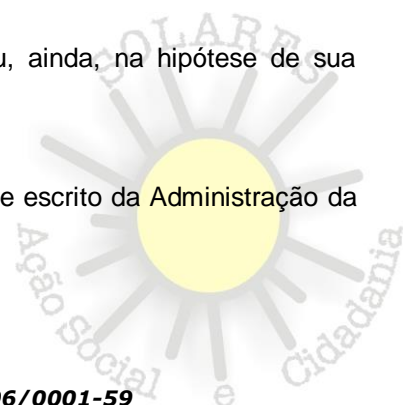 SOLARES
u, ainda, na hipótese de sua
e escrito da Administração da
Ação Social e Cidadania
06/0001-59